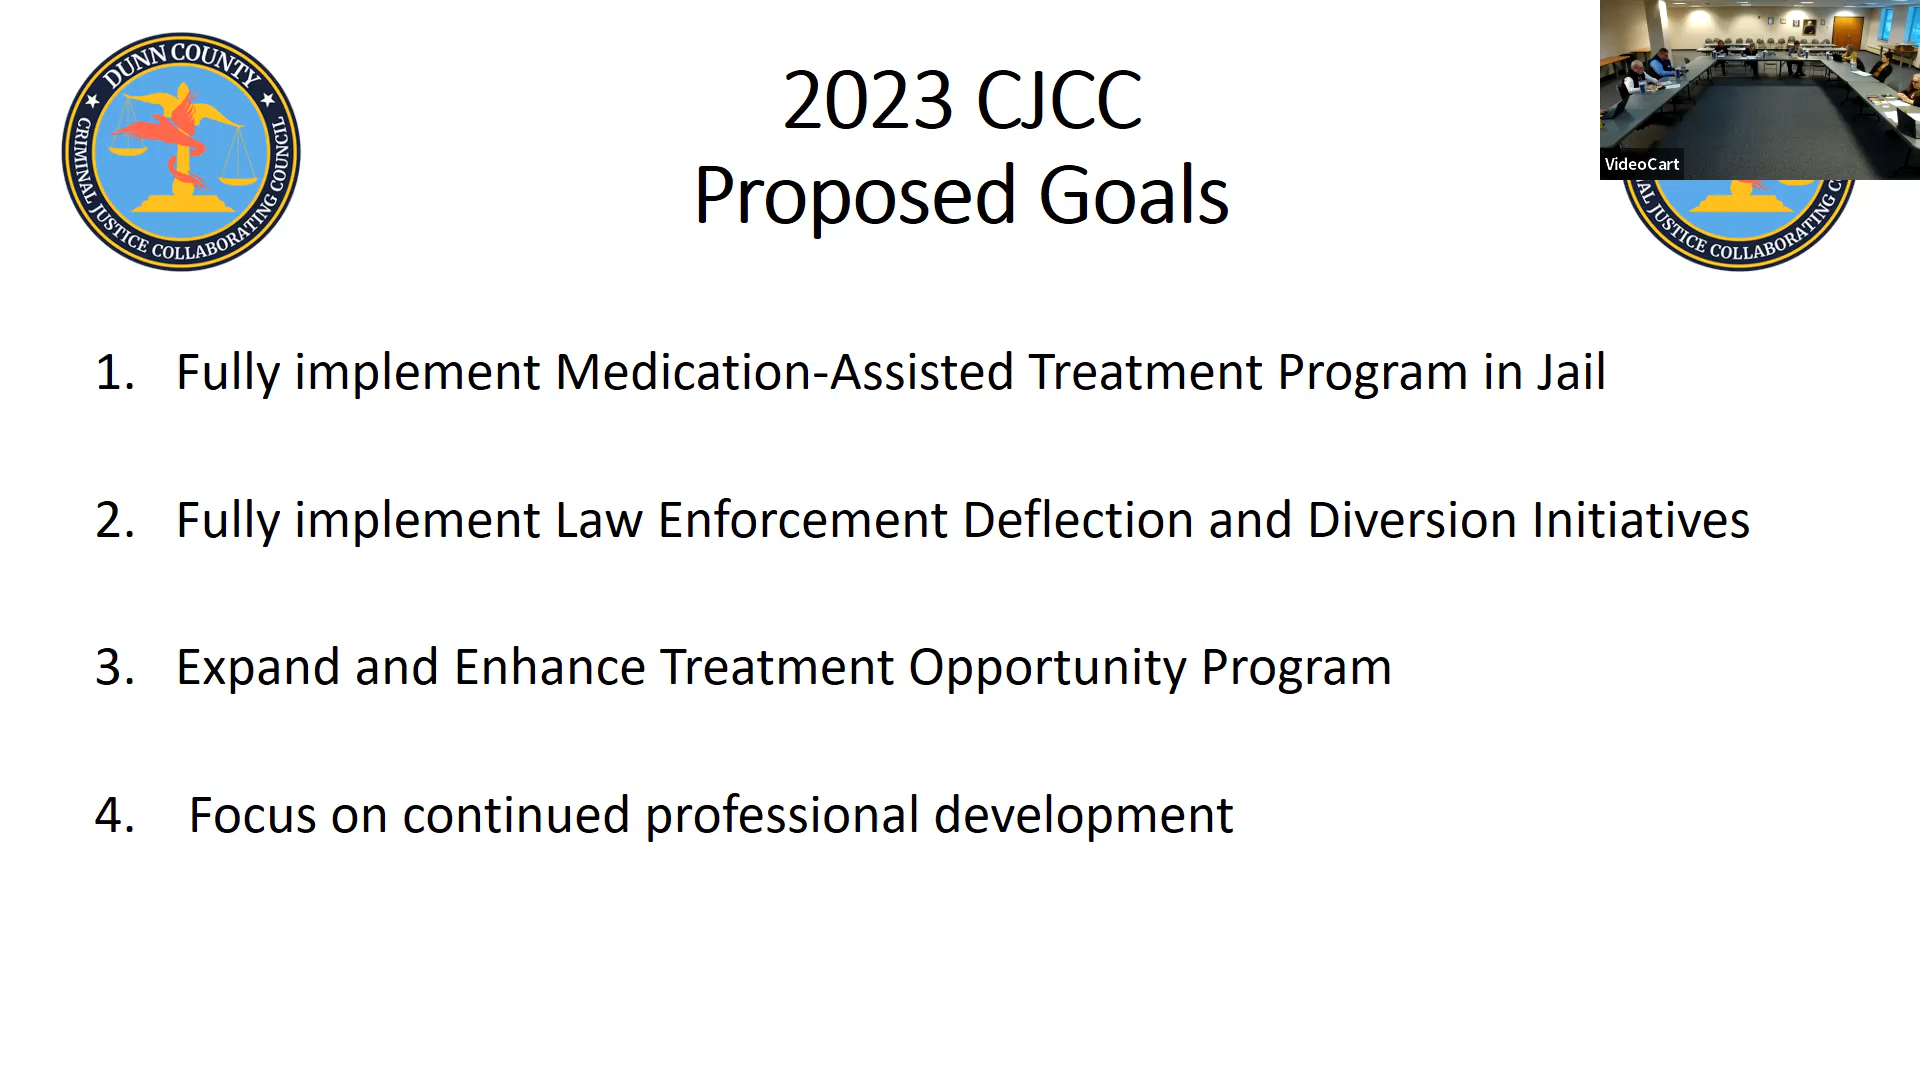 DUNN COUNTY
CRIMINAL JUSTICE COLLABORATING COUNCIL
2023 CJCC
Proposed Goals
VideoCart
JUSTICE COLLABORATING
1. Fully implement Medication-Assisted Treatment Program in Jail
2. Fully implement Law Enforcement Deflection and Diversion Initiatives
3. Expand and Enhance Treatment Opportunity Program
4. Focus on continued professional development